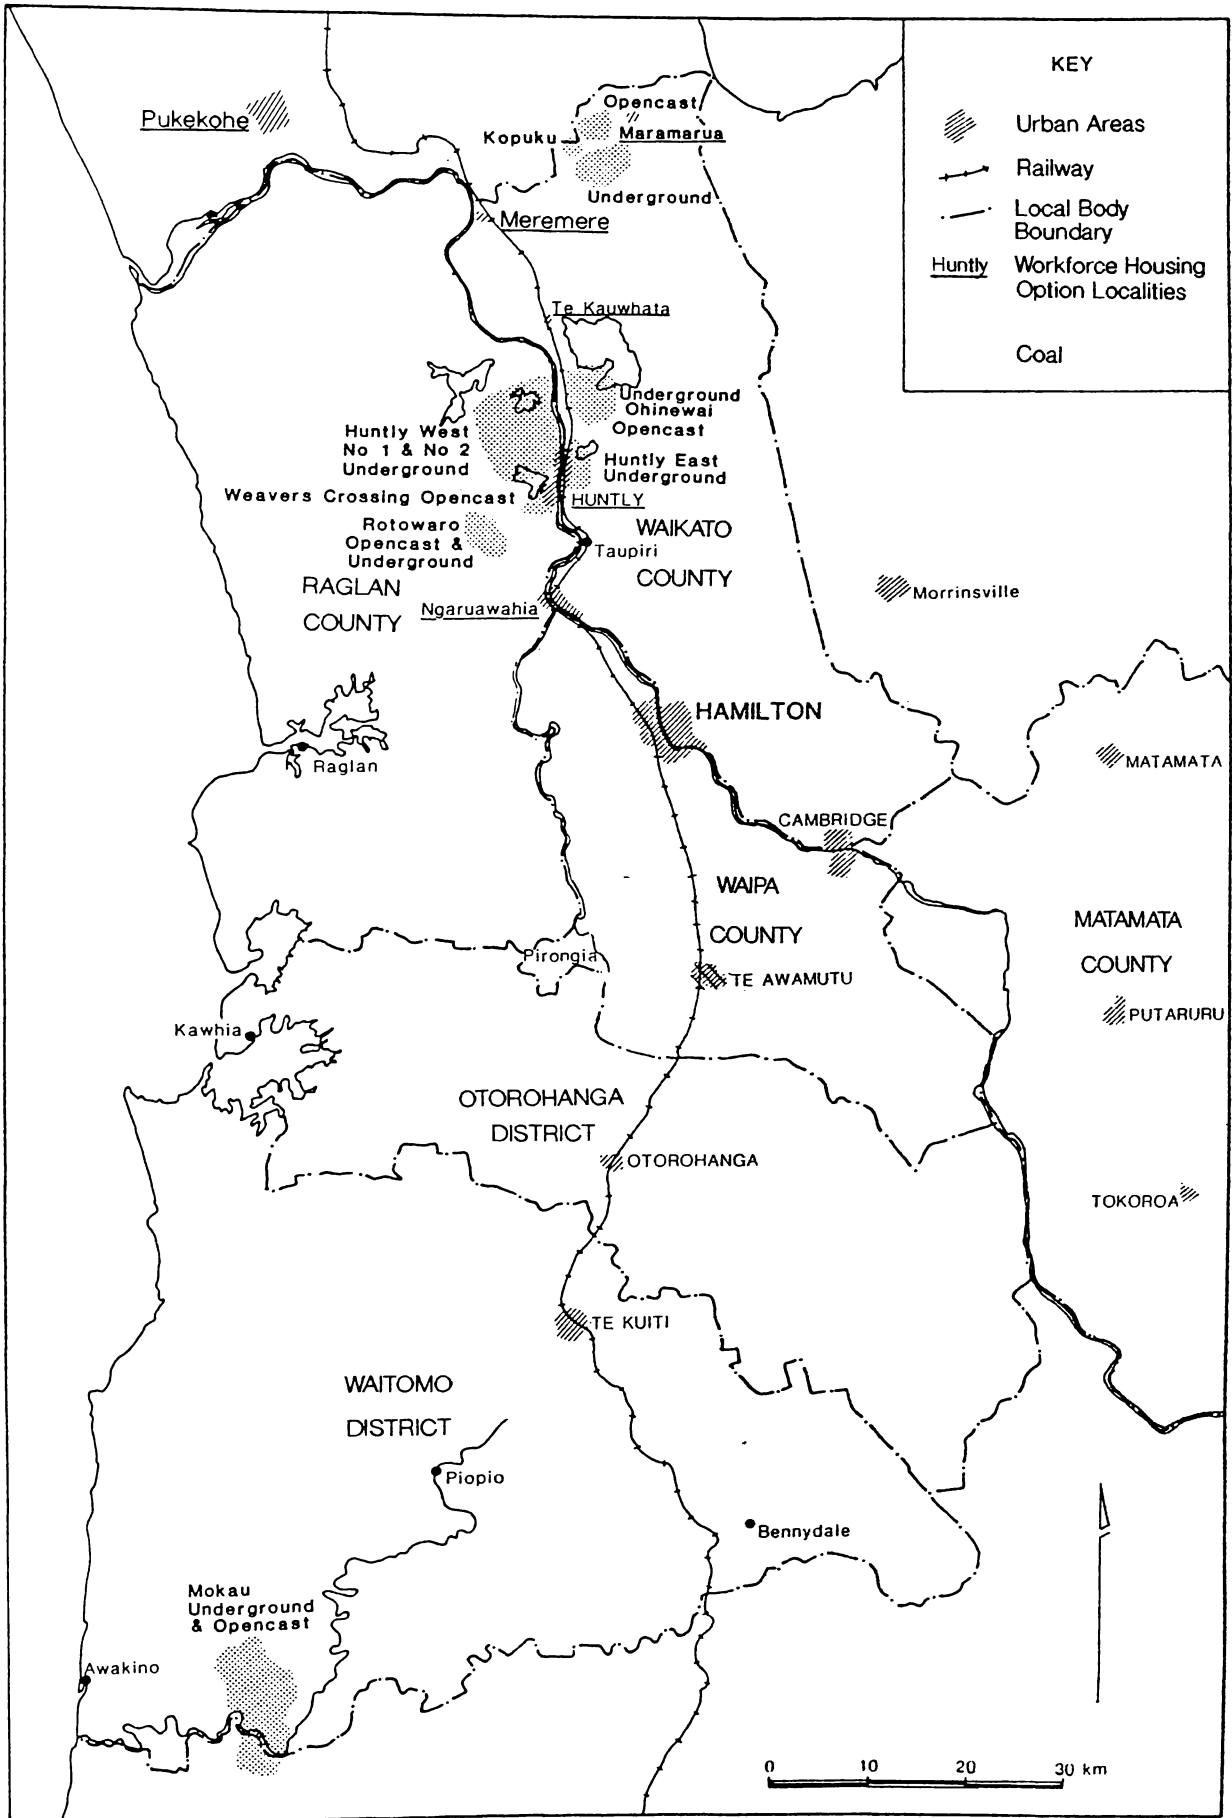 KEY
Urban Areas
Railway
Local Body
Boundary
Huntly
Workforce Housing
Option Localities
Coal
Pukekohe
Opencast
Kopuku
Maramarua
Underground
Meremere
Te Kauwhata
Underground
Ohinewai
Opencast
Huntly West
No 1 & No 2
Underground
Huntly East
Underground
Weavers Crossing Opencast
HUNTLY
Rotowaro
Opencast &
Underground
WAIKATO
COUNTY
Taupiri
RAGLAN
COUNTY
Ngaruawahia
Morrinsville
HAMILTON
Raglan
MATAMATA
CAMBRIDGE
WAIPA
COUNTY
MATAMATA
COUNTY
Pirongia
TE AWAMUTU
PUTARURU
Kawhia
OTOROHANGA
DISTRICT
OTOROHANGA
TOKOROA
TE KUITI
WAITOMO
DISTRICT
Piopio
Bennydale
Mokau
Underground
& Opencast
Awakino
0 10 20 30 km